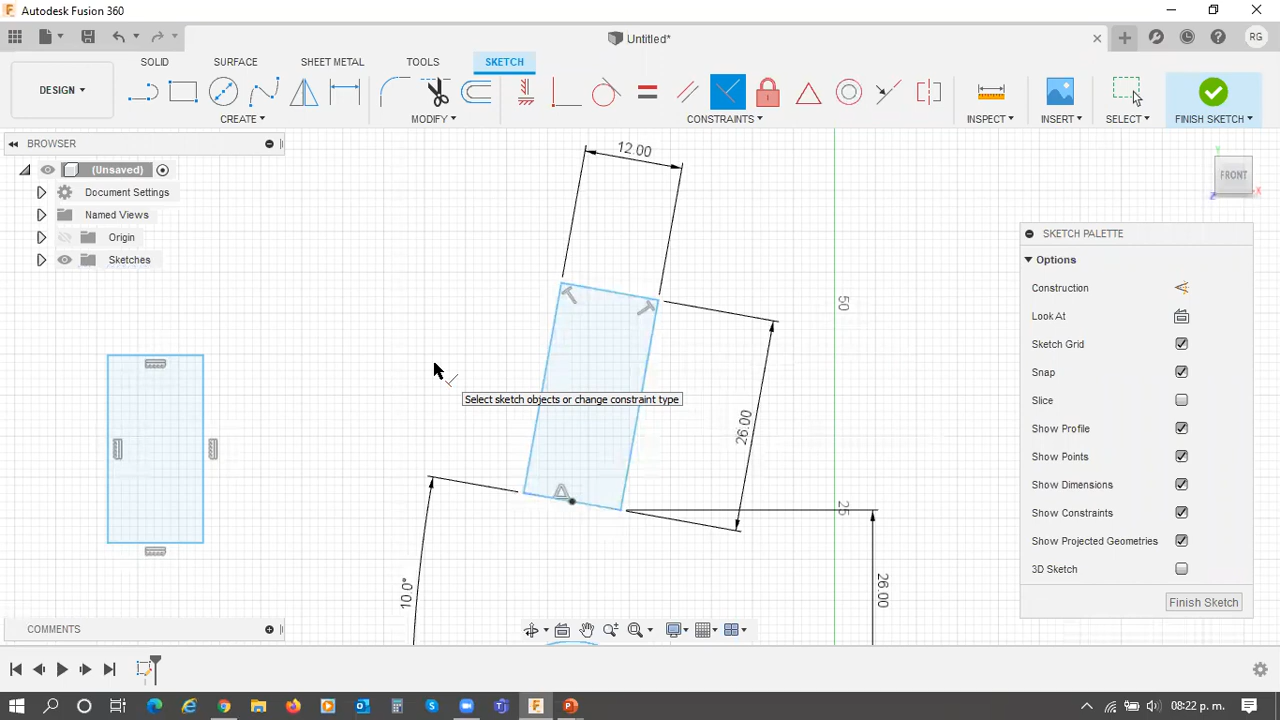 Autodesk Fusion 360
Untitled*
RG
DESIGN
SOLID
SURFACE
SHEET METAL
TOOLS
SKETCH
CREATE
MODIFY
CONSTRAINTS
INSPECT
INSERT
SELECT
FINISH SKETCH
BROWSER
(Unsaved)
Document Settings
Named Views
Origin
Sketches
12.00
26.00
10.0°
26.00
50
25
Select sketch objects or change constraint type
Y
FRONT
X
Z
SKETCH PALETTE
Options
Construction
Look At
Sketch Grid
Snap
Slice
Show Profile
Show Points
Show Dimensions
Show Constraints
Show Projected Geometries
3D Sketch
Finish Sketch
COMMENTS
08:22 p. m.